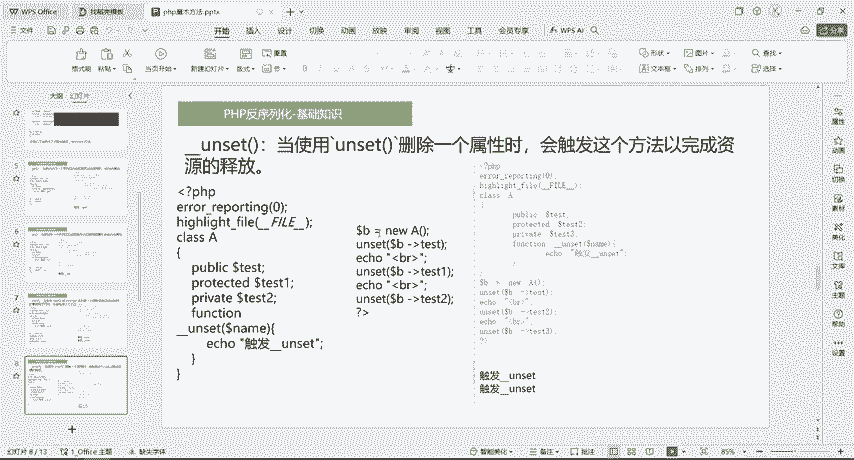 WPS Office
找稻壳模板
php魔术方法.pptx
文件
开始
插入
设计
切换
动画
放映
审阅
视图
工具
会员专享
WPS AI
分享
格式刷
粘贴
当页开始
新建幻灯片
版式
重置
节
形状
图片
查找
文本框
排列
选择
大纲
幻灯片
5
6
7
8
PHP反序列化-基础知识
__unset()：当使用`unset()`删除一个属性时，会触发这个方法以完成资
源的释放。
<?php
error_reporting(0);
highlight_file(__FILE__);
class A
{
public $test;
protected $test1;
private $test2;
function
__unset($name){
echo "触发__unset";
}
}
$b = new A();
unset($b ->test);
echo "<br>";
unset($b ->test1);
echo "<br>";
unset($b ->test2);
?>
<?php
error_reporting(0);
highlight_file(__FILE__);
class A
{
public $test;
protected $test2;
private $test3;
function __unset($name){
echo "触发__unset";
}
}
$b = new A();
unset($b ->test);
echo "<br>";
unset($b ->test2);
echo "<br>";
unset($b ->test3);
?>
触发__unset
触发__unset
属性
动画
切换
素材
美化
文库
主题
帮助
设置
幻灯片 8 / 13
1_Office 主题
缺失字体
智能美化
备注
批注
85%